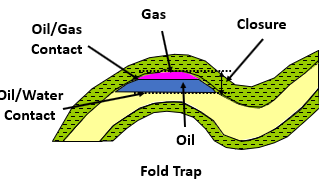 Gas
Oil/Gas
Contact
Closure
Oil/Water
Contact
Oil
Fold Trap